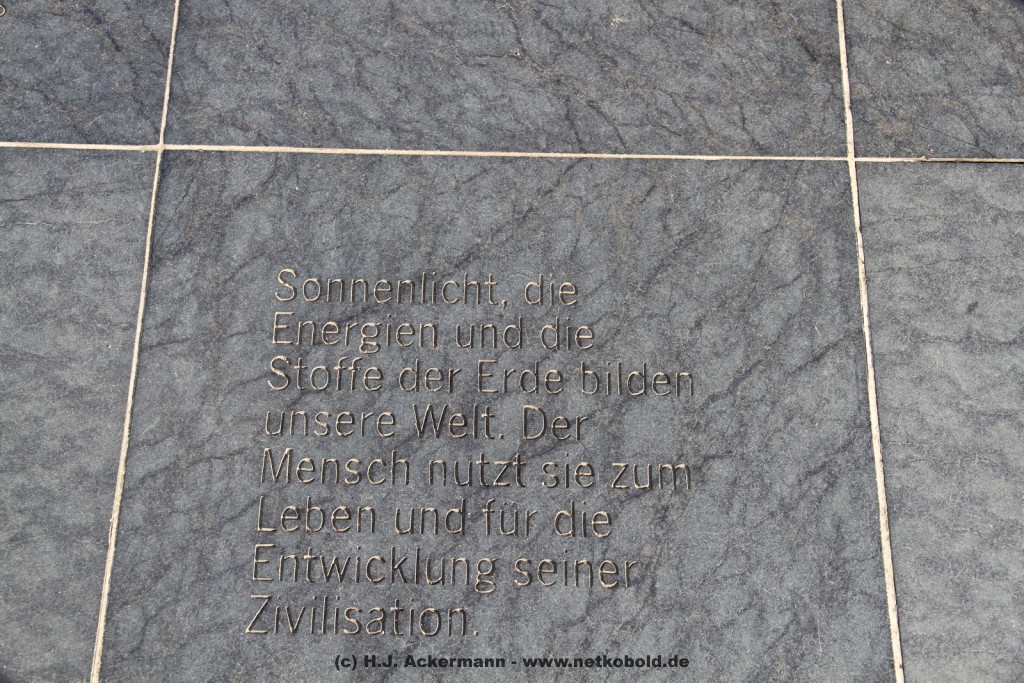 Sonnenlicht, die
Energien und die
Stoffe der Erde bilden
unsere Welt. Der
Mensch nutzt sie zum
Leben und für die
Entwicklung seiner
Zivilisation.
(c) H.J. Ackermann - www.netkobold.de